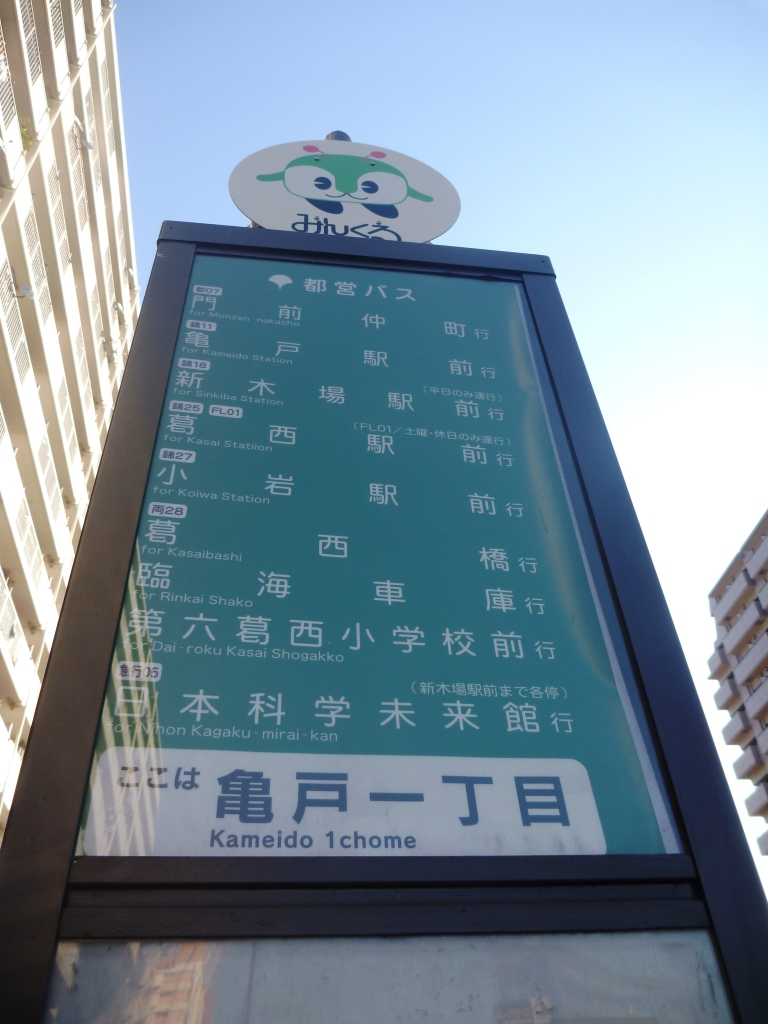 みんくる
都営バス
都07
門前仲町行
for Monzen-nakacho
錦11
亀戸駅前行
for Kameido Station
錦18
(平日のみ運行)
新木場駅前行
for Sinkiba Station
錦25 FL01
(FL01/土曜・休日のみ運行)
葛西駅前行
for Kasai Statiion
錦27
小岩駅前行
for Koiwa Station
両28
葛西橋行
for Kasaibashi
臨海車庫行
for Rinkai Shako
第六葛西小学校前行
for Dai-roku Kasai Shogakko
急行05
(新木場駅前まで各停)
日本科学未来館行
for Nihon Kagaku-mirai-kan
ここは 亀戸一丁目
Kameido 1chome